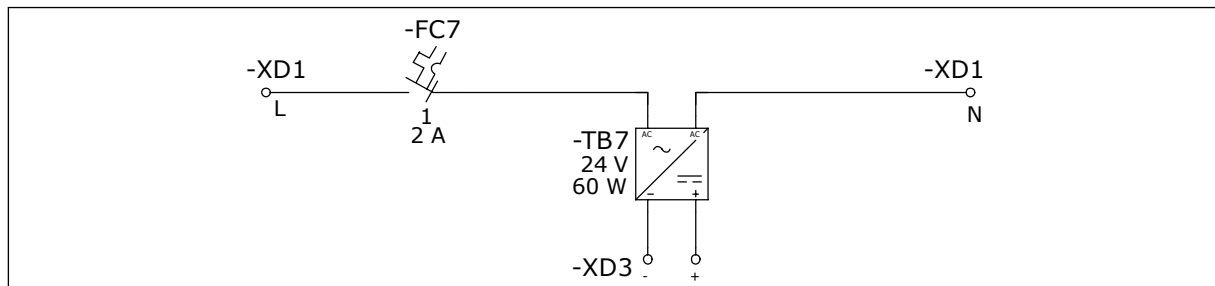 -FC7
-XD1
-XD1
L
N
1
2 A
-TB7
24 V
60 W
AC
AC
-
+
-XD3
-
+